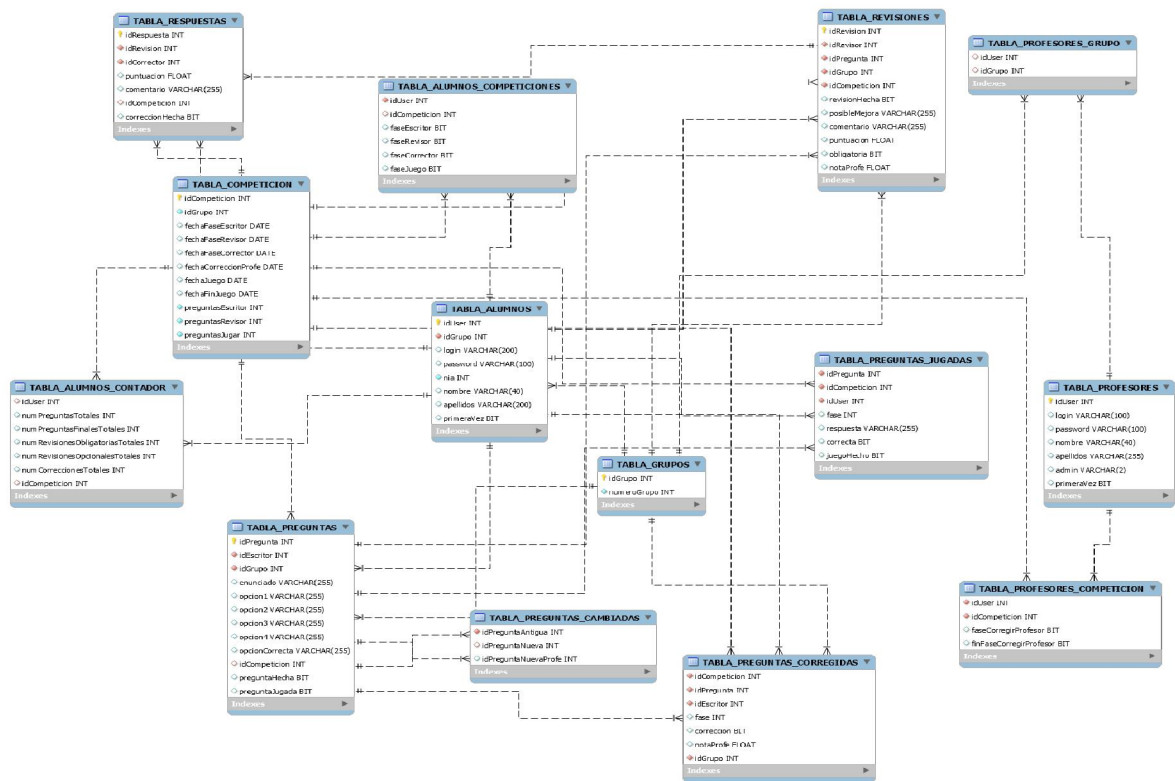 TABLA_RESPUESTAS
idRespuesta INT
idRevision INT
idCorrector INT
puntuacion FLOAT
comentario VARCHAR(255)
idCompeticion INT
correccionHecha BIT
Indexes
TABLA_ALUMNOS_COMPETICIONES
idUser INT
idCompeticion INT
faseEscritor BIT
faseRevisor BIT
faseCorrector BIT
faseJuego BIT
Indexes
TABLA_REVISIONES
idRevision INT
idRevisor INT
idPregunta INT
idGrupo INT
idCompeticion INT
revisionHecha BIT
posibleMejora VARCHAR(255)
comentario VARCHAR(255)
puntuacion FLOAT
obligatoria BIT
notaProfe FLOAT
Indexes
TABLA_PROFESORES_GRUPO
idUser INT
idGrupo INT
Indexes
TABLA_COMPETICION
idCompeticion INT
idGrupo INT
fechaFaseEscritor DATE
fechaFaseRevisor DATE
fechaFaseCorrector DATE
fechaCorreccionProfe DATE
fechaJuego DATE
fechaFinJuego DATE
preguntasEscritor INT
preguntasRevisor INT
preguntasJugar INT
Indexes
TABLA_ALUMNOS
idUser INT
idGrupo INT
login VARCHAR(200)
password VARCHAR(100)
nia INT
nombre VARCHAR(40)
apellidos VARCHAR(200)
primeraVez BIT
Indexes
TABLA_ALUMNOS_CONTADOR
idUser INT
numPreguntasTotales INT
numPreguntasFinalesTotales INT
numRevisionesObligatoriasTotales INT
numRevisionesOpcionalesTotales INT
numCorreccionesTotales INT
idCompeticion INT
Indexes
TABLA_PREGUNTAS_JUGADAS
idPregunta INT
idCompeticion INT
idUser INT
fase INT
respuesta VARCHAR(255)
correcta BIT
juegoHecho BIT
Indexes
TABLA_PROFESORES
idUser INT
login VARCHAR(100)
password VARCHAR(100)
nombre VARCHAR(40)
apellidos VARCHAR(255)
admin VARCHAR(2)
primeraVez BIT
Indexes
TABLA_GRUPOS
idGrupo INT
numeroGrupo INT
Indexes
TABLA_PREGUNTAS
idPregunta INT
idEscritor INT
idGrupo INT
enunciado VARCHAR(255)
opcion1 VARCHAR(255)
opcion2 VARCHAR(255)
opcion3 VARCHAR(255)
opcion4 VARCHAR(255)
opcionCorrecta VARCHAR(255)
idCompeticion INT
preguntaHecha BIT
preguntaJugada BIT
Indexes
TABLA_PREGUNTAS_CAMBIADAS
idPreguntaAntigua INT
idPreguntaNueva INT
idPreguntaNuevaProfe INT
Indexes
TABLA_PROFESORES_COMPETICION
idUser INT
idCompeticion INT
faseCorregirProfesor BIT
finFaseCorregirProfesor BIT
Indexes
TABLA_PREGUNTAS_CORREGIDAS
idCompeticion INT
idPregunta INT
idEscritor INT
fase INT
correccion BIT
notaProfe FLOAT
idGrupo INT
Indexes